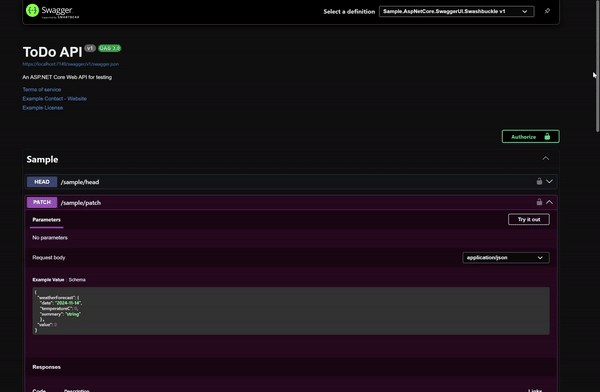 Swagger
Supported by SMARTBEAR
Select a definition
Sample.AspNetCore.SwaggerUI.Swashbuckle v1
ToDo API v1 OAS 3.0
https://localhost:7149/swagger/v1/swagger.json
An ASP.NET Core Web API for testing
Terms of service
Example Contact - Website
Example License
Authorize
Sample
HEAD /sample/head
PATCH /sample/patch
Parameters
Try it out
No parameters
Request body
application/json
Example Value | Schema
{
"weatherForecast": {
"date": "2024-11-14",
"temperatureC": 0,
"summary": "string"
},
"value": 0
}
Responses
Code Description Links